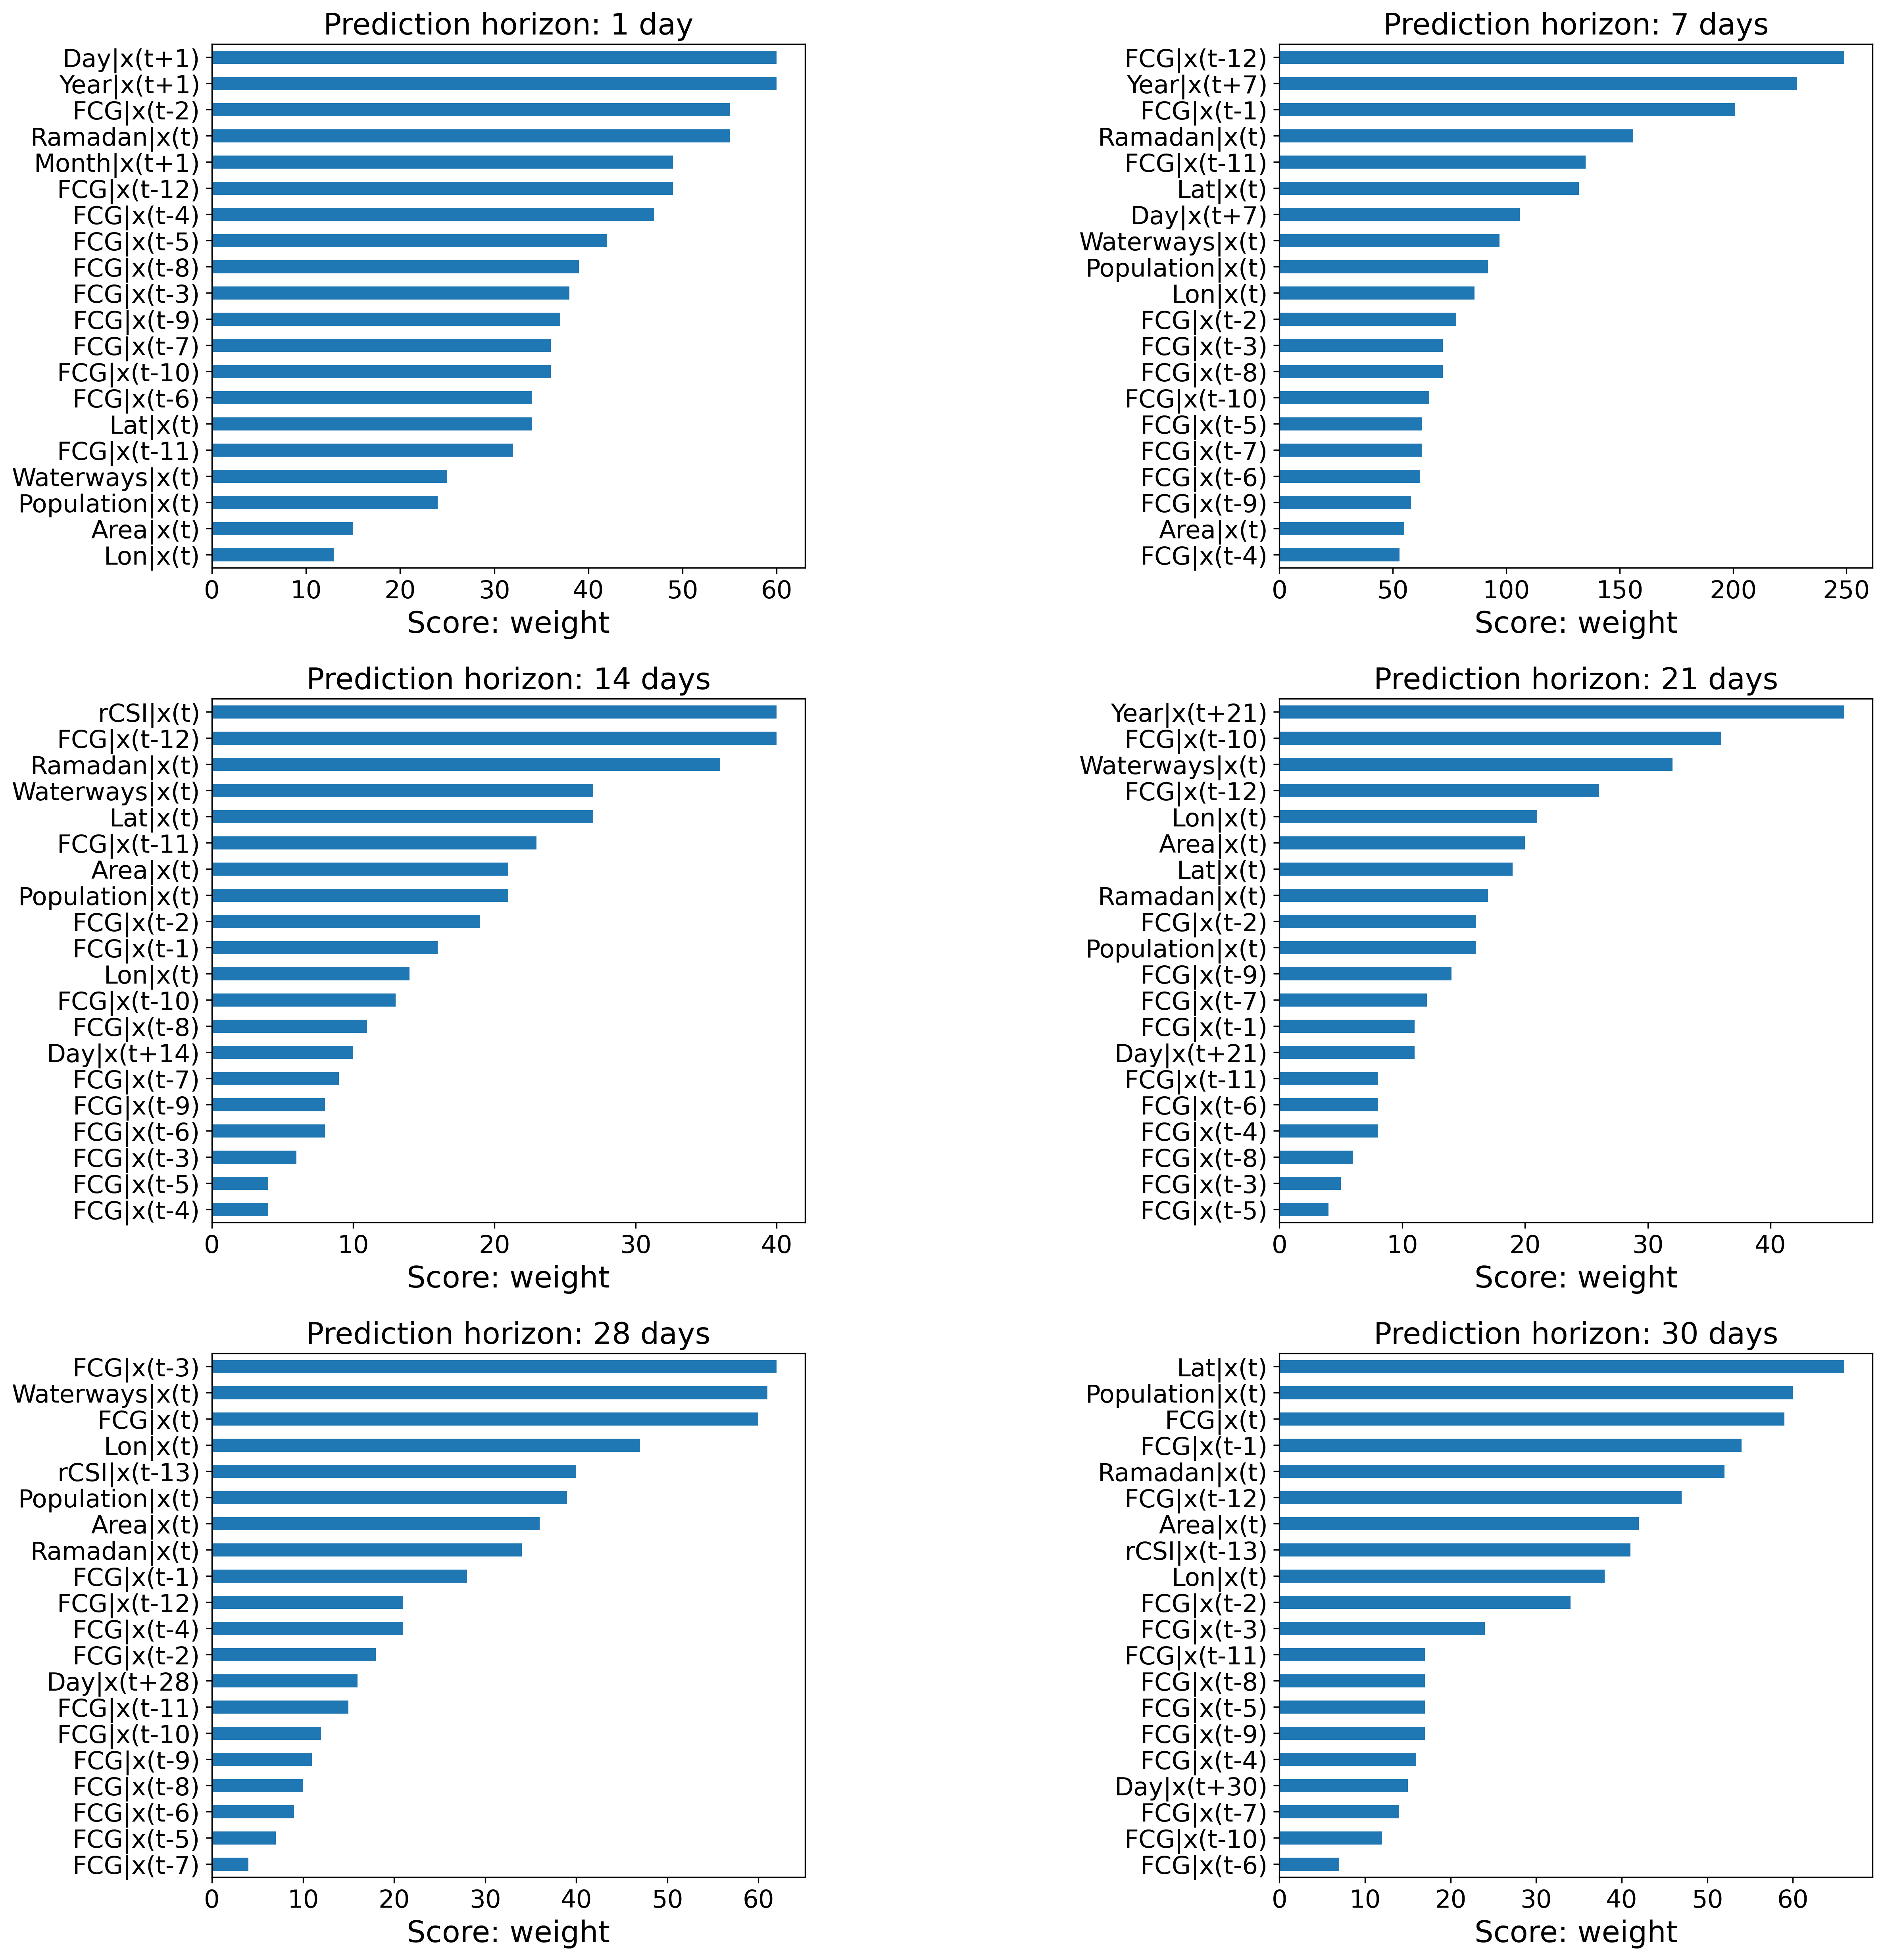 Prediction horizon: 1 day
Day|x(t+1)
Year|x(t+1)
FCG|x(t-2)
Ramadan|x(t)
Month|x(t+1)
FCG|x(t-12)
FCG|x(t-4)
FCG|x(t-5)
FCG|x(t-8)
FCG|x(t-3)
FCG|x(t-9)
FCG|x(t-7)
FCG|x(t-10)
FCG|x(t-6)
Lat|x(t)
FCG|x(t-11)
Waterways|x(t)
Population|x(t)
Area|x(t)
Lon|x(t)
0 10 20 30 40 50 60
Score: weight
Prediction horizon: 7 days
FCG|x(t-12)
Year|x(t+7)
FCG|x(t-1)
Ramadan|x(t)
FCG|x(t-11)
Lat|x(t)
Day|x(t+7)
Waterways|x(t)
Population|x(t)
Lon|x(t)
FCG|x(t-2)
FCG|x(t-3)
FCG|x(t-8)
FCG|x(t-10)
FCG|x(t-5)
FCG|x(t-7)
FCG|x(t-6)
FCG|x(t-9)
Area|x(t)
FCG|x(t-4)
0 50 100 150 200 250
Score: weight
Prediction horizon: 14 days
rCSI|x(t)
FCG|x(t-12)
Ramadan|x(t)
Waterways|x(t)
Lat|x(t)
FCG|x(t-11)
Area|x(t)
Population|x(t)
FCG|x(t-2)
FCG|x(t-1)
Lon|x(t)
FCG|x(t-10)
FCG|x(t-8)
Day|x(t+14)
FCG|x(t-7)
FCG|x(t-9)
FCG|x(t-6)
FCG|x(t-3)
FCG|x(t-5)
FCG|x(t-4)
0 10 20 30 40
Score: weight
Prediction horizon: 21 days
Year|x(t+21)
FCG|x(t-10)
Waterways|x(t)
FCG|x(t-12)
Lon|x(t)
Area|x(t)
Lat|x(t)
Ramadan|x(t)
FCG|x(t-2)
Population|x(t)
FCG|x(t-9)
FCG|x(t-7)
FCG|x(t-1)
Day|x(t+21)
FCG|x(t-11)
FCG|x(t-6)
FCG|x(t-4)
FCG|x(t-8)
FCG|x(t-3)
FCG|x(t-5)
0 10 20 30 40
Score: weight
Prediction horizon: 28 days
FCG|x(t-3)
Waterways|x(t)
FCG|x(t)
Lon|x(t)
rCSI|x(t-13)
Population|x(t)
Area|x(t)
Ramadan|x(t)
FCG|x(t-1)
FCG|x(t-12)
FCG|x(t-4)
FCG|x(t-2)
Day|x(t+28)
FCG|x(t-11)
FCG|x(t-10)
FCG|x(t-9)
FCG|x(t-8)
FCG|x(t-6)
FCG|x(t-5)
FCG|x(t-7)
0 10 20 30 40 50 60
Score: weight
Prediction horizon: 30 days
Lat|x(t)
Population|x(t)
FCG|x(t)
FCG|x(t-1)
Ramadan|x(t)
FCG|x(t-12)
Area|x(t)
rCSI|x(t-13)
Lon|x(t)
FCG|x(t-2)
FCG|x(t-3)
FCG|x(t-11)
FCG|x(t-8)
FCG|x(t-5)
FCG|x(t-9)
FCG|x(t-4)
Day|x(t+30)
FCG|x(t-7)
FCG|x(t-10)
FCG|x(t-6)
0 10 20 30 40 50 60
Score: weight